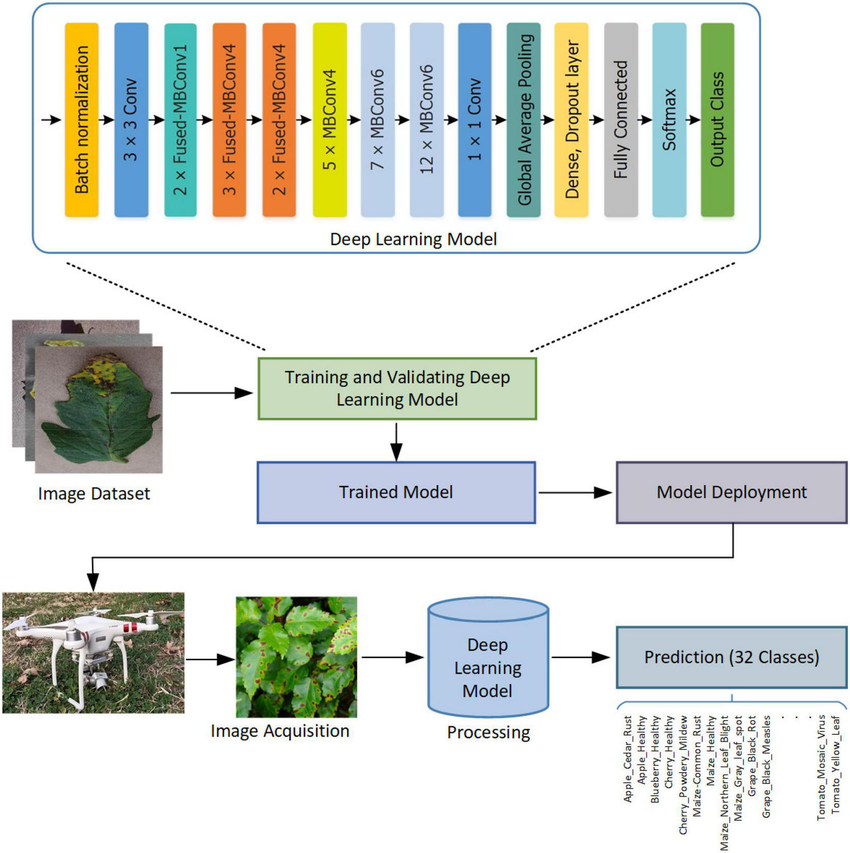 Batch normalization
3 × 3 Conv
2 × Fused-MBConv1
3 × Fused-MBConv4
2 × Fused-MBConv4
5 × MBConv4
7 × MBConv6
12 × MBConv6
1 × 1 Conv
Global Average Pooling
Dense, Dropout layer
Fully Connected
Softmax
Output Class
Deep Learning Model
Training and Validating Deep
Learning Model
Image Dataset
Trained Model
Model Deployment
Image Acquisition
Deep
Learning
Model
Processing
Prediction (32 Classes)
Apple_Cedar_Rust
Apple_Healthy
Blueberry_Healthy
Cherry_Healthy
Cherry_Powdery_Mildew
Maize-Common_Rust
Maize_Healthy
Maize_Northern_Leaf_Blight
Maize_Gray_leaf_spot
Grape_Black_Rot
Grape_Black_Measles
.
.
.
Tomato_Mosaic_Virus
Tomato_Yellow_Leaf